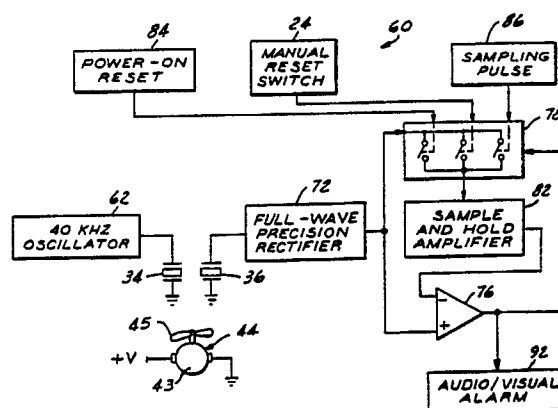 84
24
60
86
POWER-ON
RESET
MANUAL
RESET
SWITCH
SAMPLING
PULSE
78
62
72
82
40 KHZ
OSCILLATOR
FULL-WAVE
PRECISION
RECTIFIER
SAMPLE
AND HOLD
AMPLIFIER
34
36
76
-
+
45
44
+V
43
92
AUDIO/VISUAL
ALARM